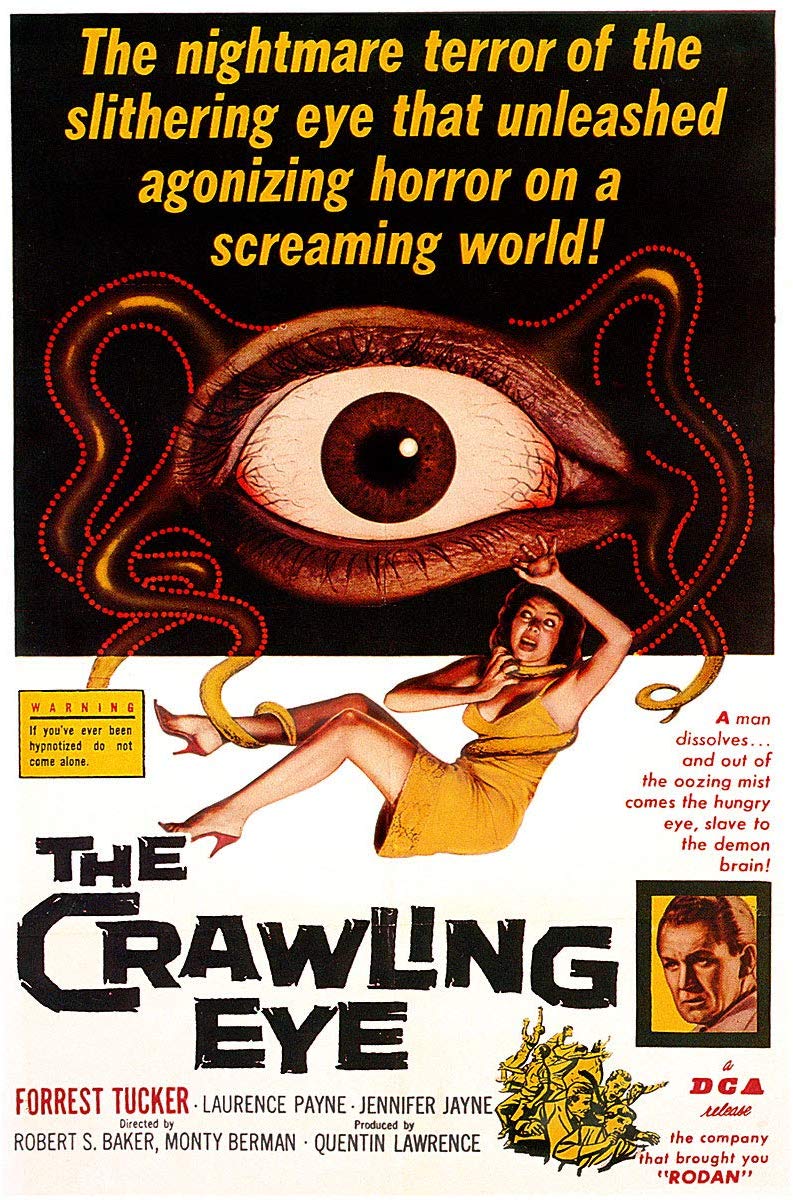 The nightmare terror of the
slithering eye that unleashed
agonizing horror on a
screaming world!
WARNING
If you've ever been
hypnotized do not
come alone.
A man
dissolves...
and out of
the oozing mist
comes the hungry
eye, slave to
the demon
brain!
THE
CRAWLING
EYE
FORREST TUCKER · LAURENCE PAYNE · JENNIFER JAYNE
Directed by Produced by
ROBERT S. BAKER, MONTY BERMAN · QUENTIN LAWRENCE
a
DCA
release
the company
that brought you
"RODAN"